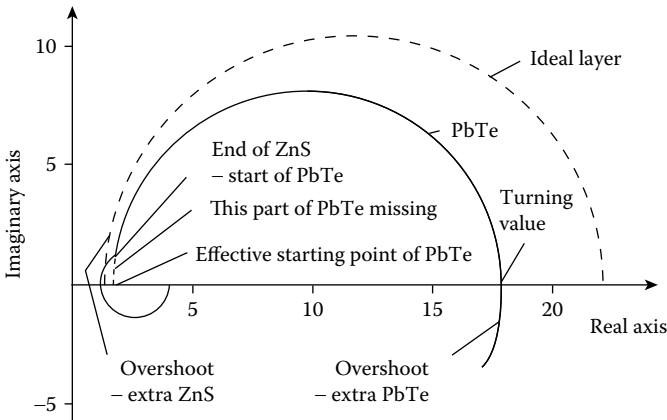 10
Ideal layer
PbTe
End of ZnS
– start of PbTe
This part of PbTe missing
Turning
value
5
Imaginary axis
Effective starting point of PbTe
5
10
15
20
Real axis
Overshoot
– extra ZnS
Overshoot
– extra PbTe
–5